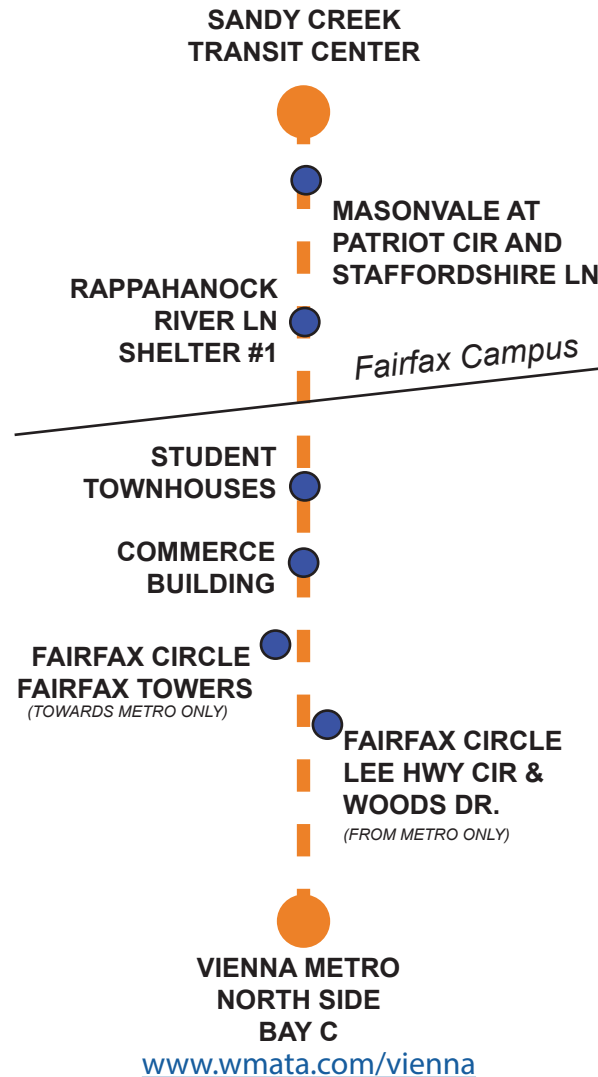 SANDY CREEK
TRANSIT CENTER
MASONVALE AT
PATRIOT CIR AND
STAFFORDSHIRE LN
RAPPAHANOCK
RIVER LN
SHELTER #1
Fairfax Campus
STUDENT
TOWNHOUSES
COMMERCE
BUILDING
FAIRFAX CIRCLE
FAIRFAX TOWERS
(TOWARDS METRO ONLY)
FAIRFAX CIRCLE
LEE HWY CIR &
WOODS DR.
(FROM METRO ONLY)
VIENNA METRO
NORTH SIDE
BAY C
www.wmata.com/vienna